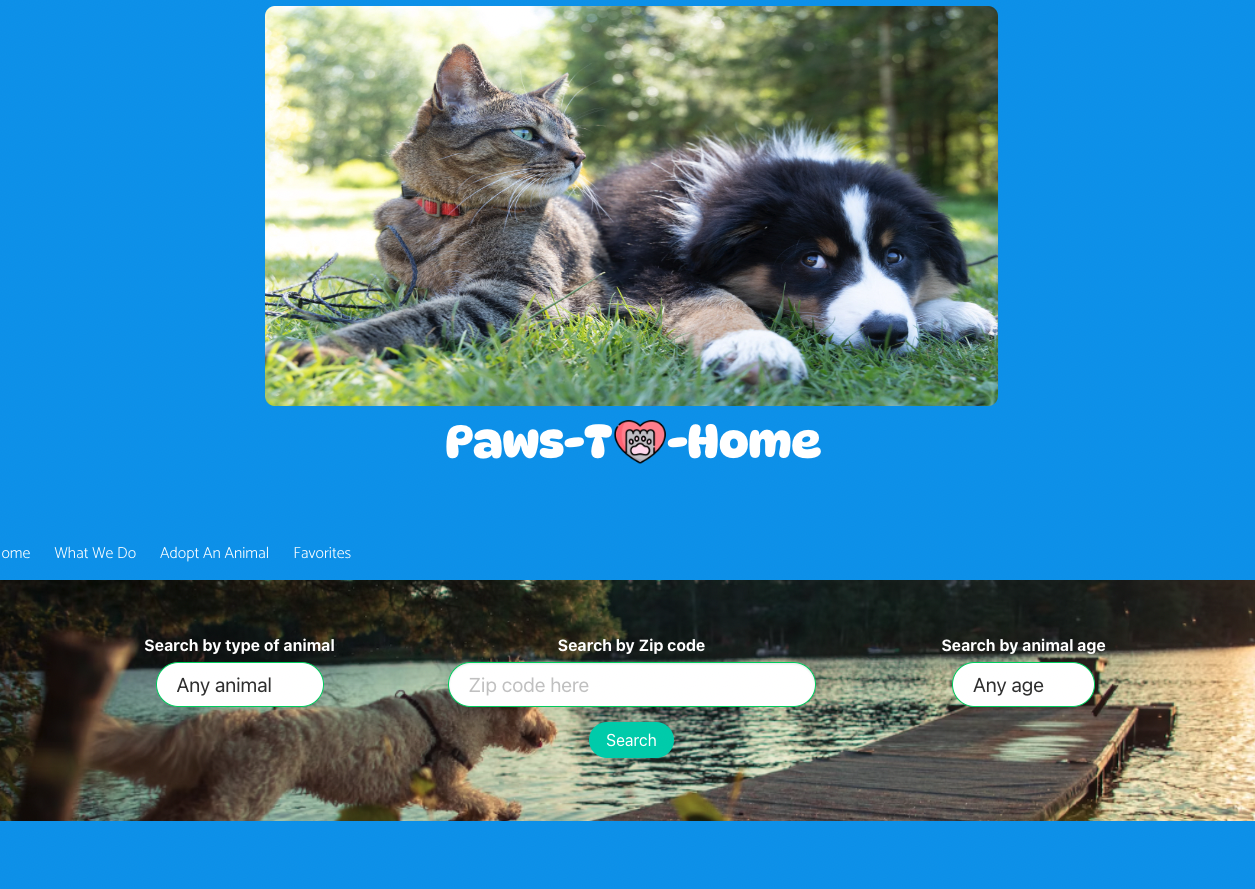 Paws-T -Home
ome What We Do Adopt An Animal Favorites
Search by type of animal
Any animal
Search by Zip code
Zip code here
Search
Search by animal age
Any age